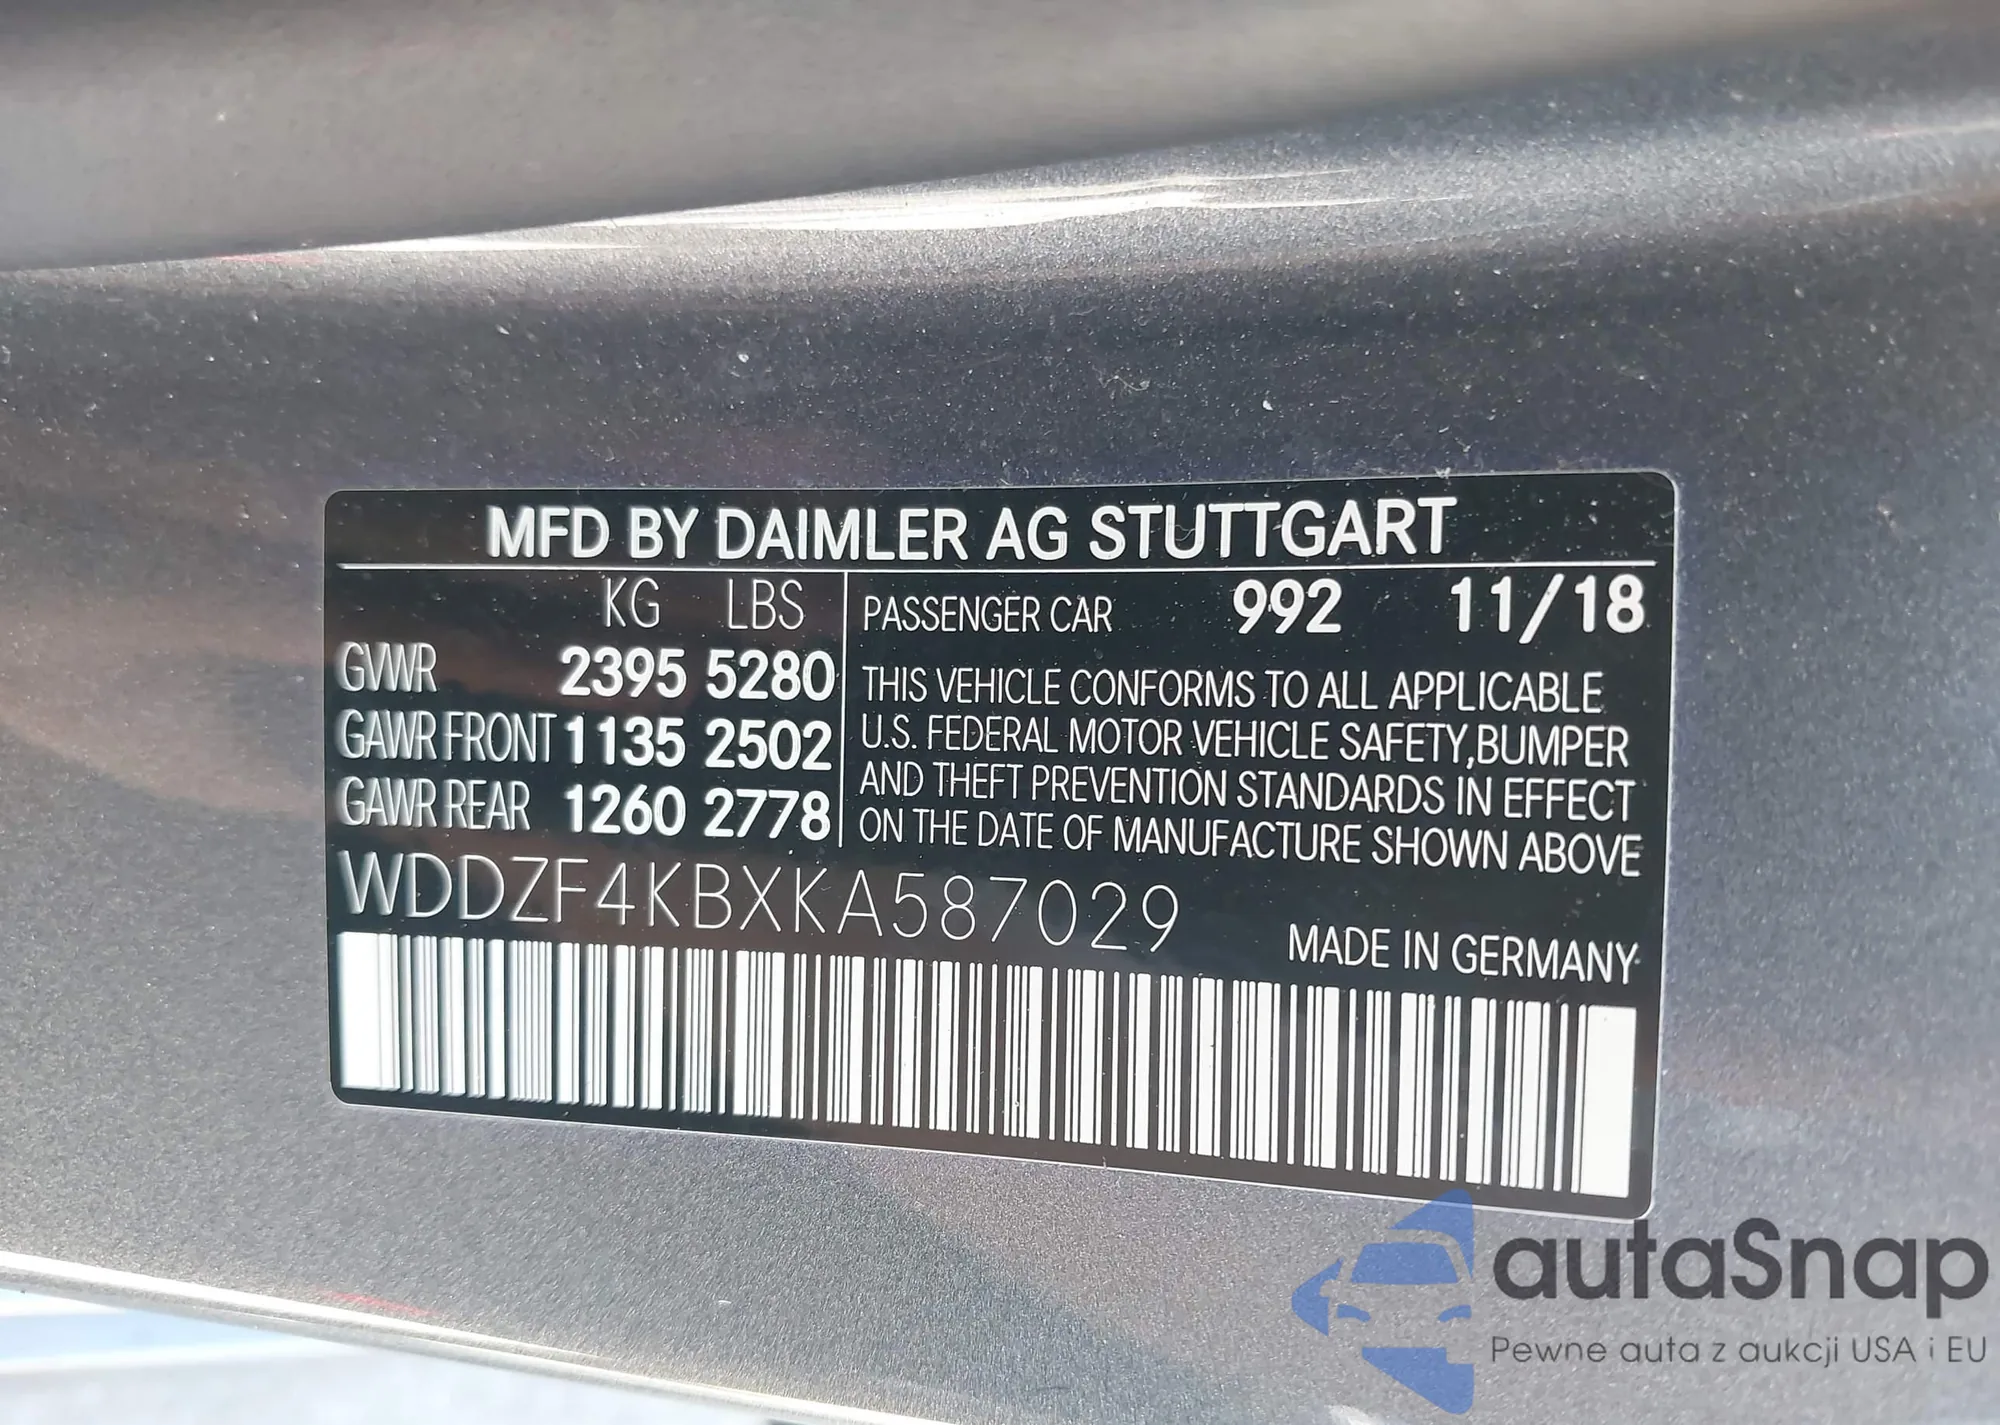 MFD BY DAIMLER AG STUTTGART
KG LBS
GVWR 2395 5280
GAWR FRONT 1135 2502
GAWR REAR 1260 2778
PASSENGER CAR 992 11/18
THIS VEHICLE CONFORMS TO ALL APPLICABLE
U.S. FEDERAL MOTOR VEHICLE SAFETY,BUMPER
AND THEFT PREVENTION STANDARDS IN EFFECT
ON THE DATE OF MANUFACTURE SHOWN ABOVE
WDDZF4KBXKA587029
MADE IN GERMANY
autaSnap
Pewne auta z aukcji USA i EU